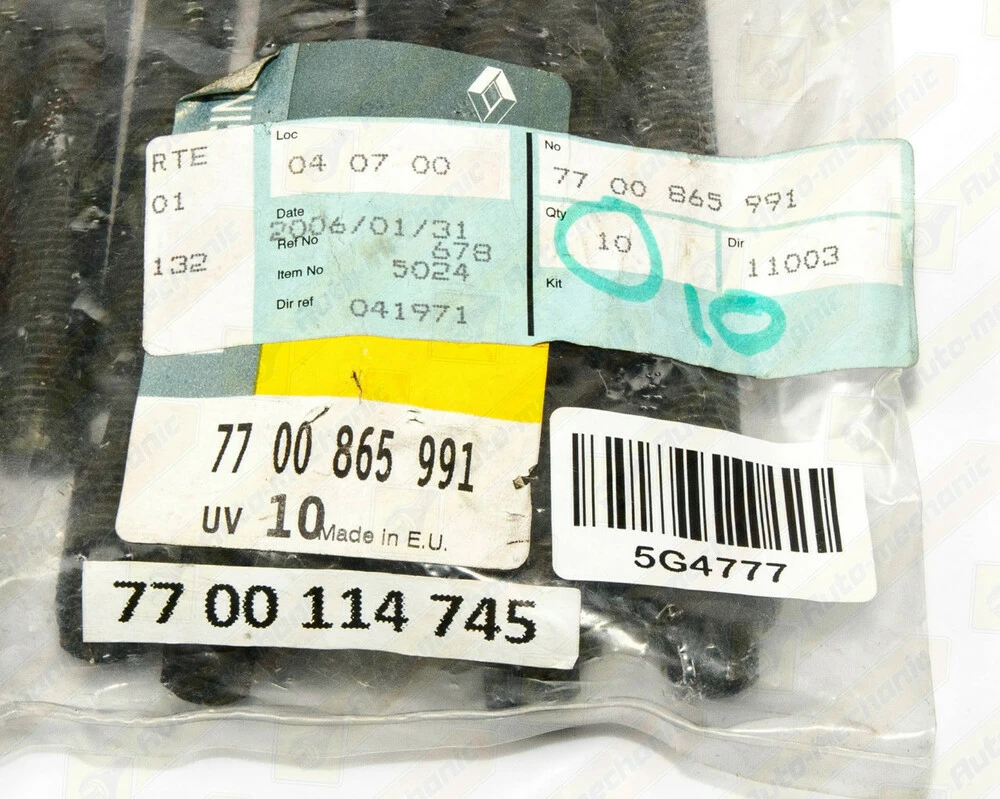 RTE
01
132
Loc
04 07 00
Date
2006/01/31
Ref No 678
Item No 5024
Dir ref 041971
No
77 00 865 991
Qty
10
Dir
11003
Kit
10
77 00 865 991
UV 10 Made in E.U.
5G4777
77 00 114 745
Auto-mechanic